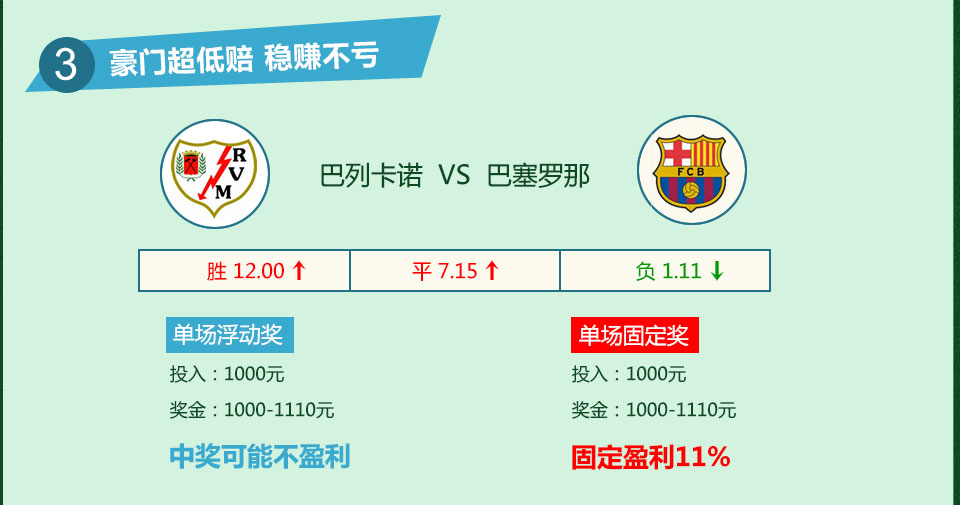 3 豪门超低赔 稳赚不亏
R
V
M
巴列卡诺 VS 巴塞罗那
FCB
胜 12.00 ↑ 平 7.15 ↑ 负 1.11 ↓
单场浮动奖 单场固定奖
投入：1000元 投入：1000元
奖金：1000-1110元 奖金：1000-1110元
中奖可能不盈利 固定盈利11%